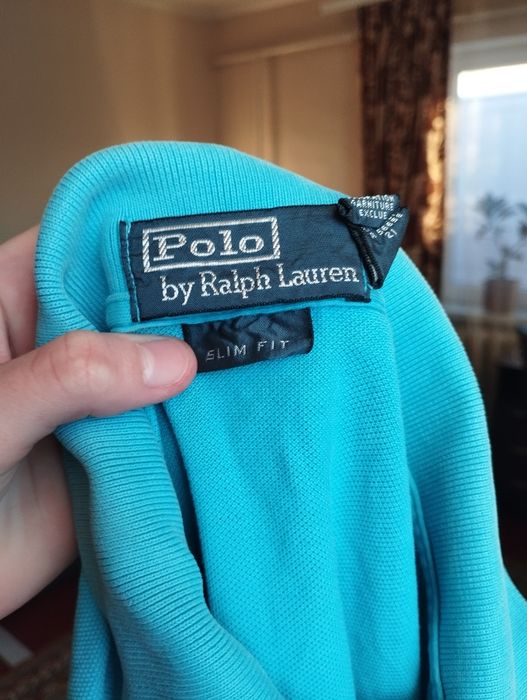 Polo
by Ralph Lauren
SLIM FIT
GARNITURE
EXCLUE